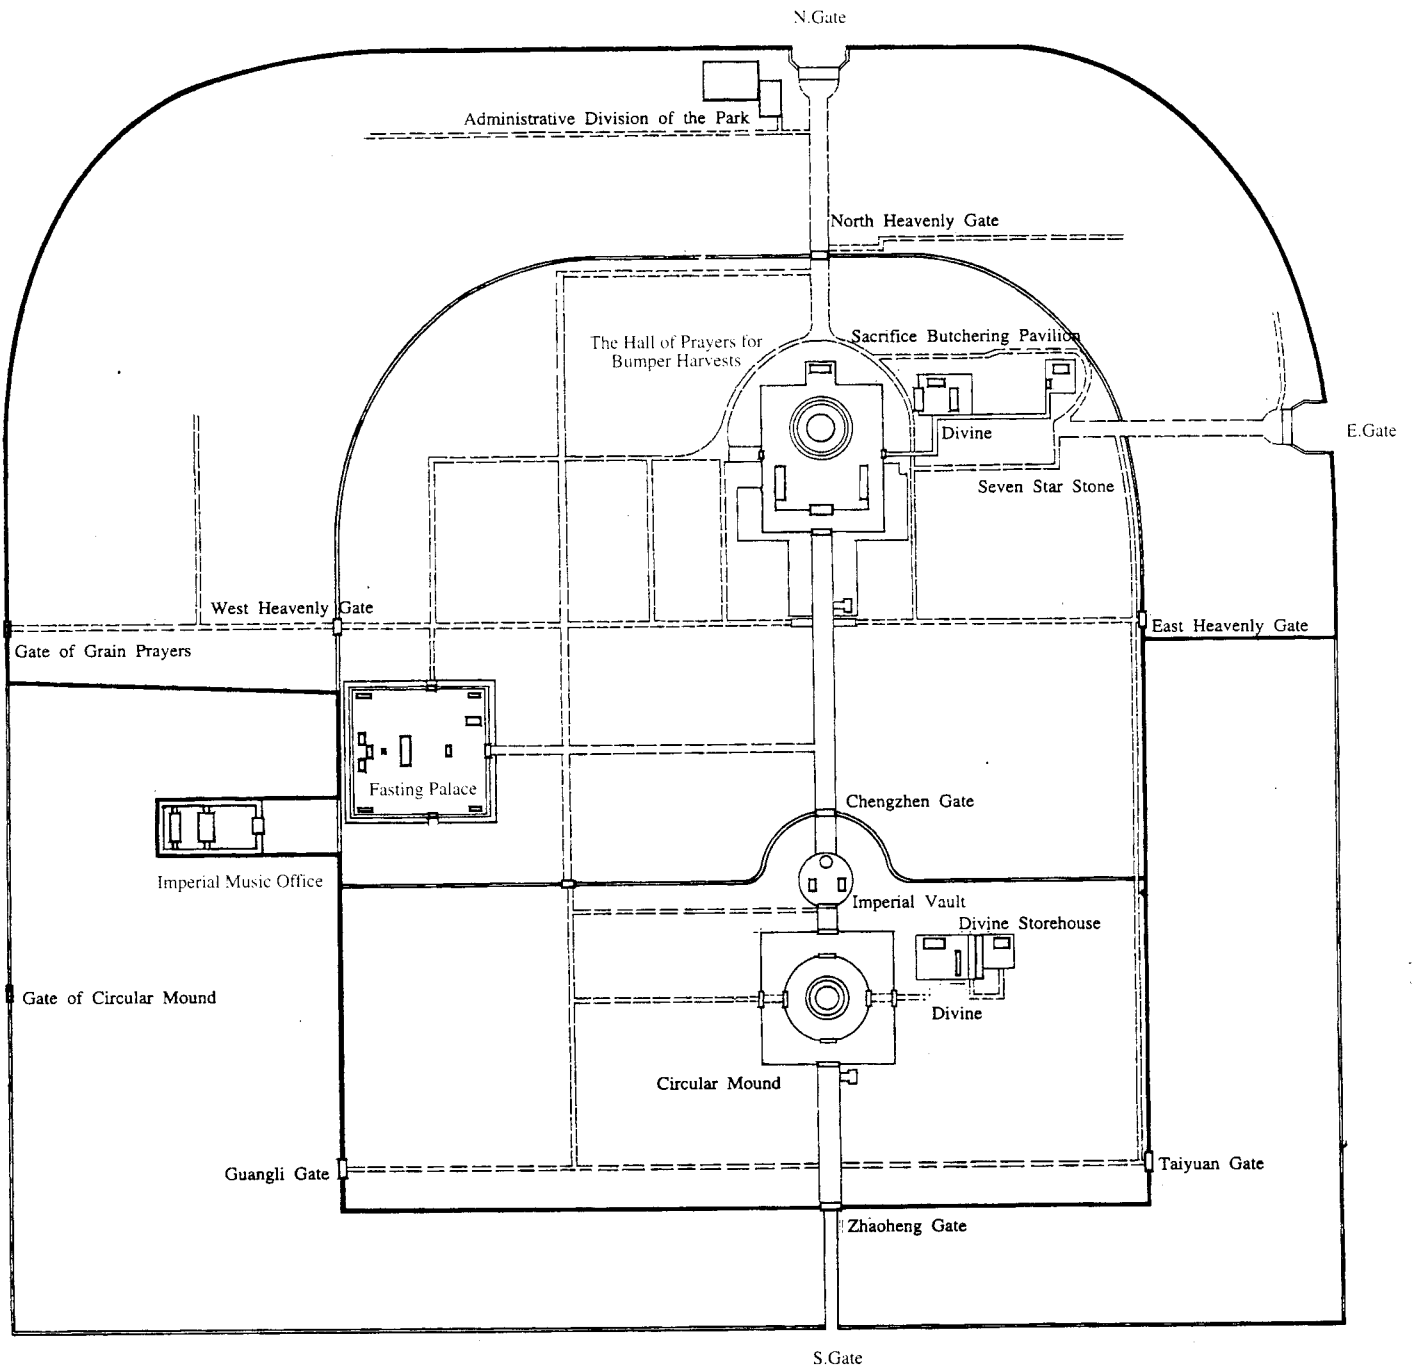 N.Gate
Administrative Division of the Park
North Heavenly Gate
The Hall of Prayers for
Bumper Harvests
Sacrifice Butchering Pavilion
Divine
E.Gate
Seven Star Stone
West Heavenly Gate
East Heavenly Gate
Gate of Grain Prayers
Fasting Palace
Chengzhen Gate
Imperial Music Office
Imperial Vault
Divine Storehouse
Gate of Circular Mound
Divine
Circular Mound
Guangli Gate
Taiyuan Gate
Zhaoheng Gate
S.Gate